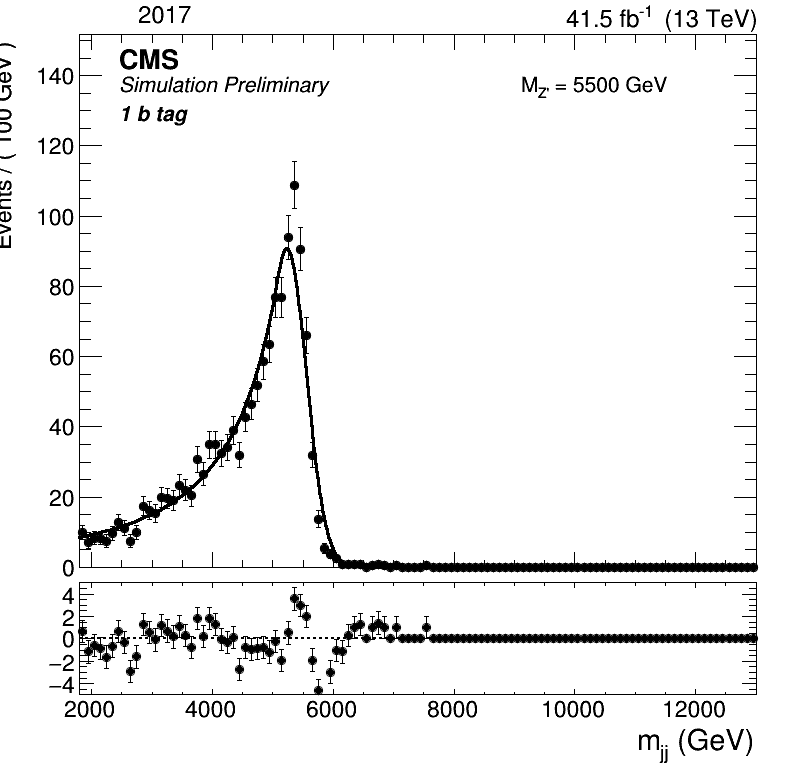 2017
41.5 fb⁻¹ (13 TeV)
Events / ( 100 GeV )
CMS
Simulation Preliminary
1 b tag
M_Z' = 5500 GeV
140
120
100
80
60
40
20
0
4
2
0
−2
−4
2000 4000 6000 8000 10000 12000
m_jj (GeV)